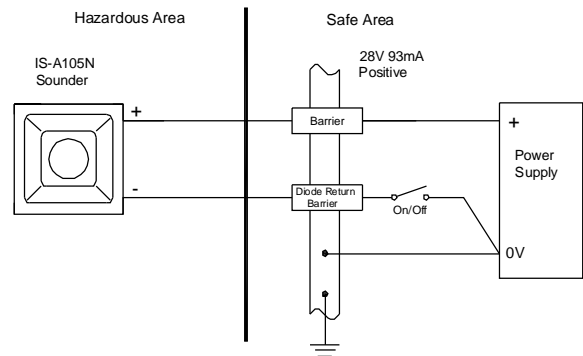 Hazardous Area
Safe Area
IS-A105N
Sounder
28V 93mA
Positive
+
Barrier
+
Power
Supply
-
Diode Return
Barrier
On/Off
0V